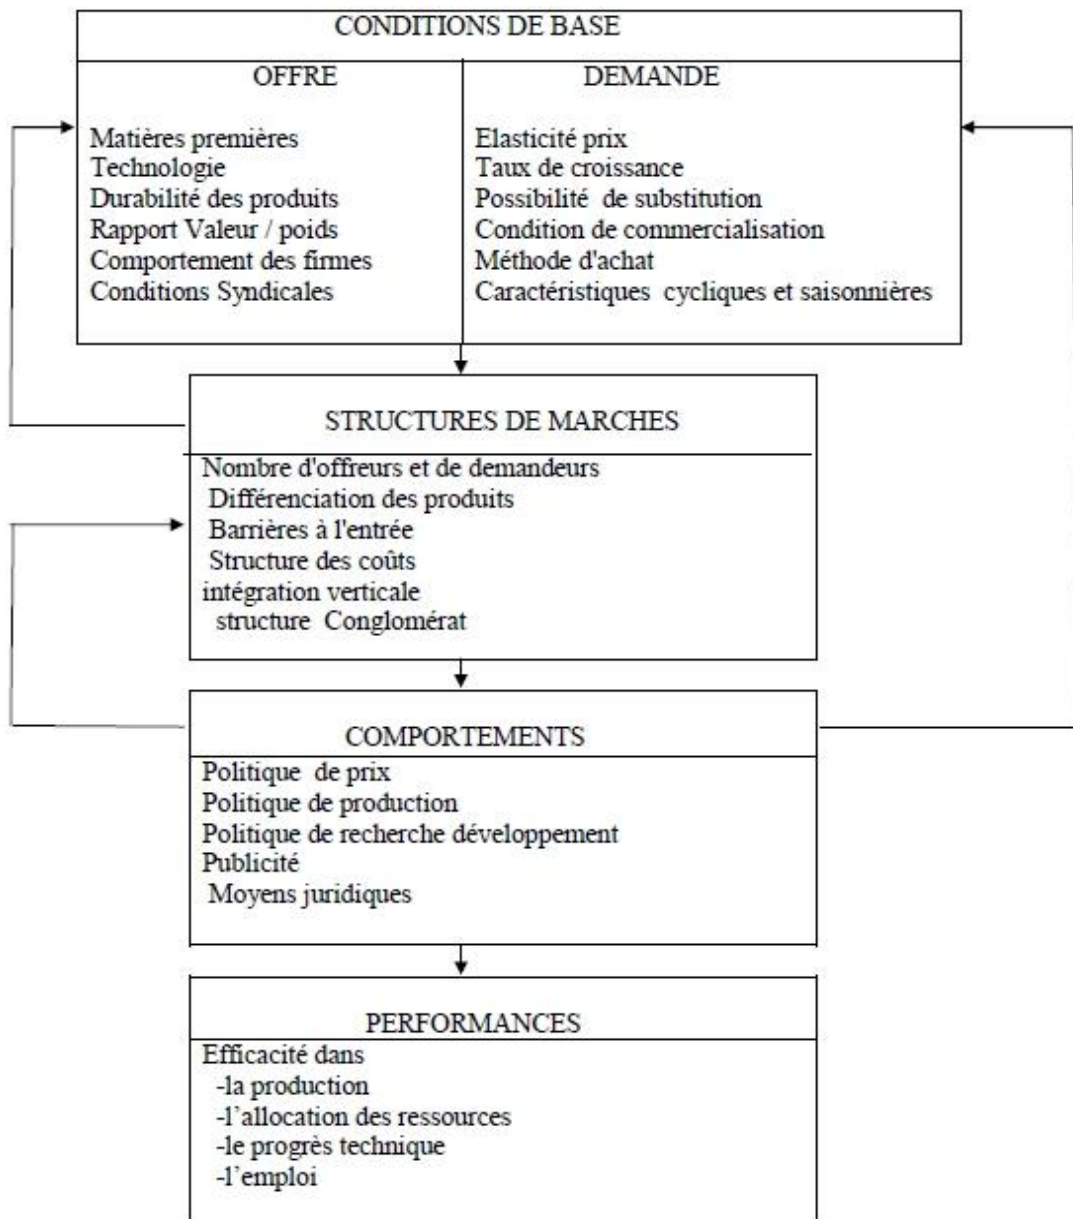 CONDITIONS DE BASE
OFFRE
Matières premières
Technologie
Durabilité des produits
Rapport Valeur / poids
Comportement des firmes
Conditions Syndicales
DEMANDE
Elasticité prix
Taux de croissance
Possibilité de substitution
Condition de commercialisation
Méthode d'achat
Caractéristiques cycliques et saisonnières
STRUCTURES DE MARCHES
Nombre d'offreurs et de demandeurs
Différenciation des produits
Barrières à l'entrée
Structure des coûts
intégration verticale
structure Conglomérat
COMPORTEMENTS
Politique de prix
Politique de production
Politique de recherche développement
Publicité
Moyens juridiques
PERFORMANCES
Efficacité dans
-la production
-l'allocation des ressources
-le progrès technique
-l'emploi